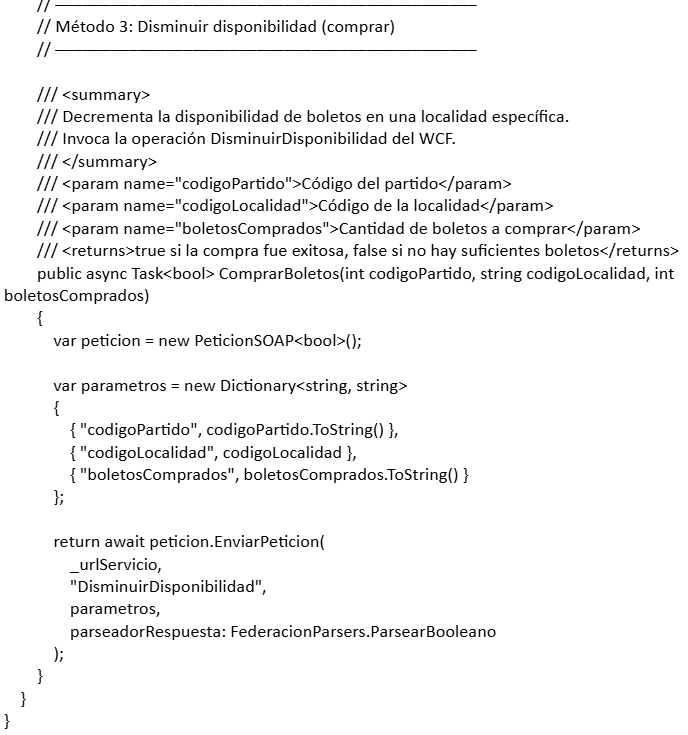 // ───────────────────────────────────────────────
// Método 3: Disminuir disponibilidad (comprar)
// ───────────────────────────────────────────────

/// <summary>
/// Decrementa la disponibilidad de boletos en una localidad específica.
/// Invoca la operación DisminuirDisponibilidad del WCF.
/// </summary>
/// <param name="codigoPartido">Código del partido</param>
/// <param name="codigoLocalidad">Código de la localidad</param>
/// <param name="boletosComprados">Cantidad de boletos a comprar</param>
/// <returns>true si la compra fue exitosa, false si no hay suficientes boletos</returns>
public async Task<bool> ComprarBoletos(int codigoPartido, string codigoLocalidad, int
boletosComprados)
{
var peticion = new PeticionSOAP<bool>();

var parametros = new Dictionary<string, string>
{
{ "codigoPartido", codigoPartido.ToString() },
{ "codigoLocalidad", codigoLocalidad },
{ "boletosComprados", boletosComprados.ToString() }
};

return await peticion.EnviarPeticion(
_urlServicio,
"DisminuirDisponibilidad",
parametros,
parseadorRespuesta: FederacionParsers.ParsearBooleano
);
}
}
}